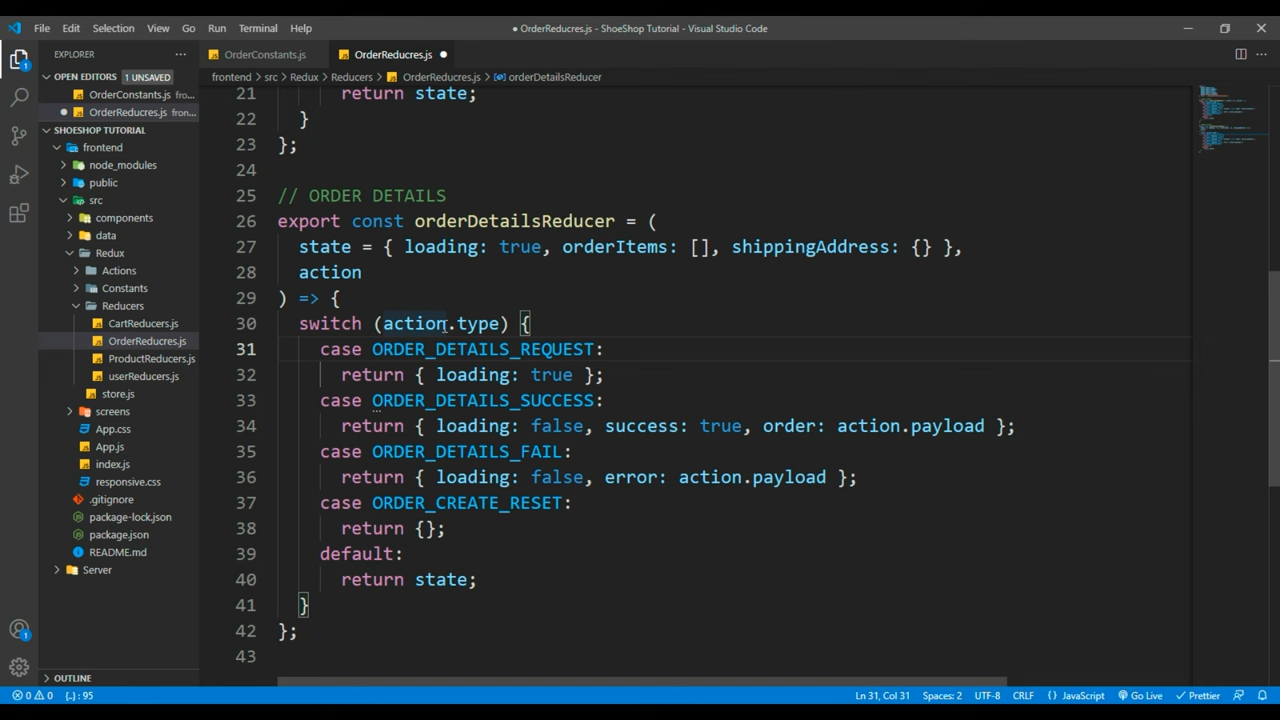 File Edit Selection View Go Run Terminal Help
● OrderReducres.js - ShoeShop Tutorial - Visual Studio Code
EXPLORER
OrderConstants.js
OrderReducres.js
OPEN EDITORS 1 UNSAVED
OrderConstants.js fro...
OrderReducres.js fron...
SHOESHOP TUTORIAL
frontend
node_modules
public
src
components
data
Redux
Actions
Constants
Reducers
CartReducers.js
OrderReducres.js
ProductReducers.js
userReducers.js
store.js
screens
App.css
App.js
index.js
responsive.css
.gitignore
package-lock.json
package.json
README.md
Server
OUTLINE
frontend > src > Redux > Reducers > OrderReducres.js > orderDetailsReducer
21 return state;
22 }
23 };
24
25 // ORDER DETAILS
26 export const orderDetailsReducer = (
27 state = { loading: true, orderItems: [], shippingAddress: {} },
28 action
29 ) => {
30 switch (action.type) {
31 case ORDER_DETAILS_REQUEST:
32 return { loading: true };
33 case ORDER_DETAILS_SUCCESS:
34 return { loading: false, success: true, order: action.payload };
35 case ORDER_DETAILS_FAIL:
36 return { loading: false, error: action.payload };
37 case ORDER_CREATE_RESET:
38 return {};
39 default:
40 return state;
41 }
42 };
43
1
1
0 0 {..} : 95
Ln 31, Col 31 Spaces: 2 UTF-8 CRLF {} JavaScript Go Live Prettier